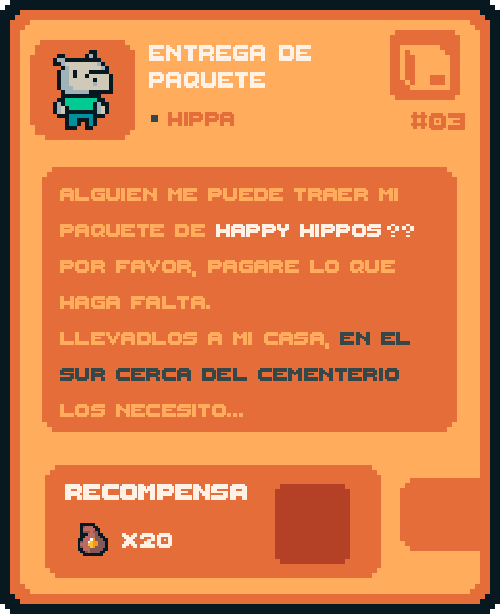 ENTREGA DE
PAQUETE
▪ HIPPA
#03
ALGUIEN ME PUEDE TRAER MI
PAQUETE DE HAPPY HIPPOS??
POR FAVOR, PAGARE LO QUE
HAGA FALTA.
LLEVADLOS A MI CASA, EN EL
SUR CERCA DEL CEMENTERIO
LOS NECESITO...
RECOMPENSA
X20